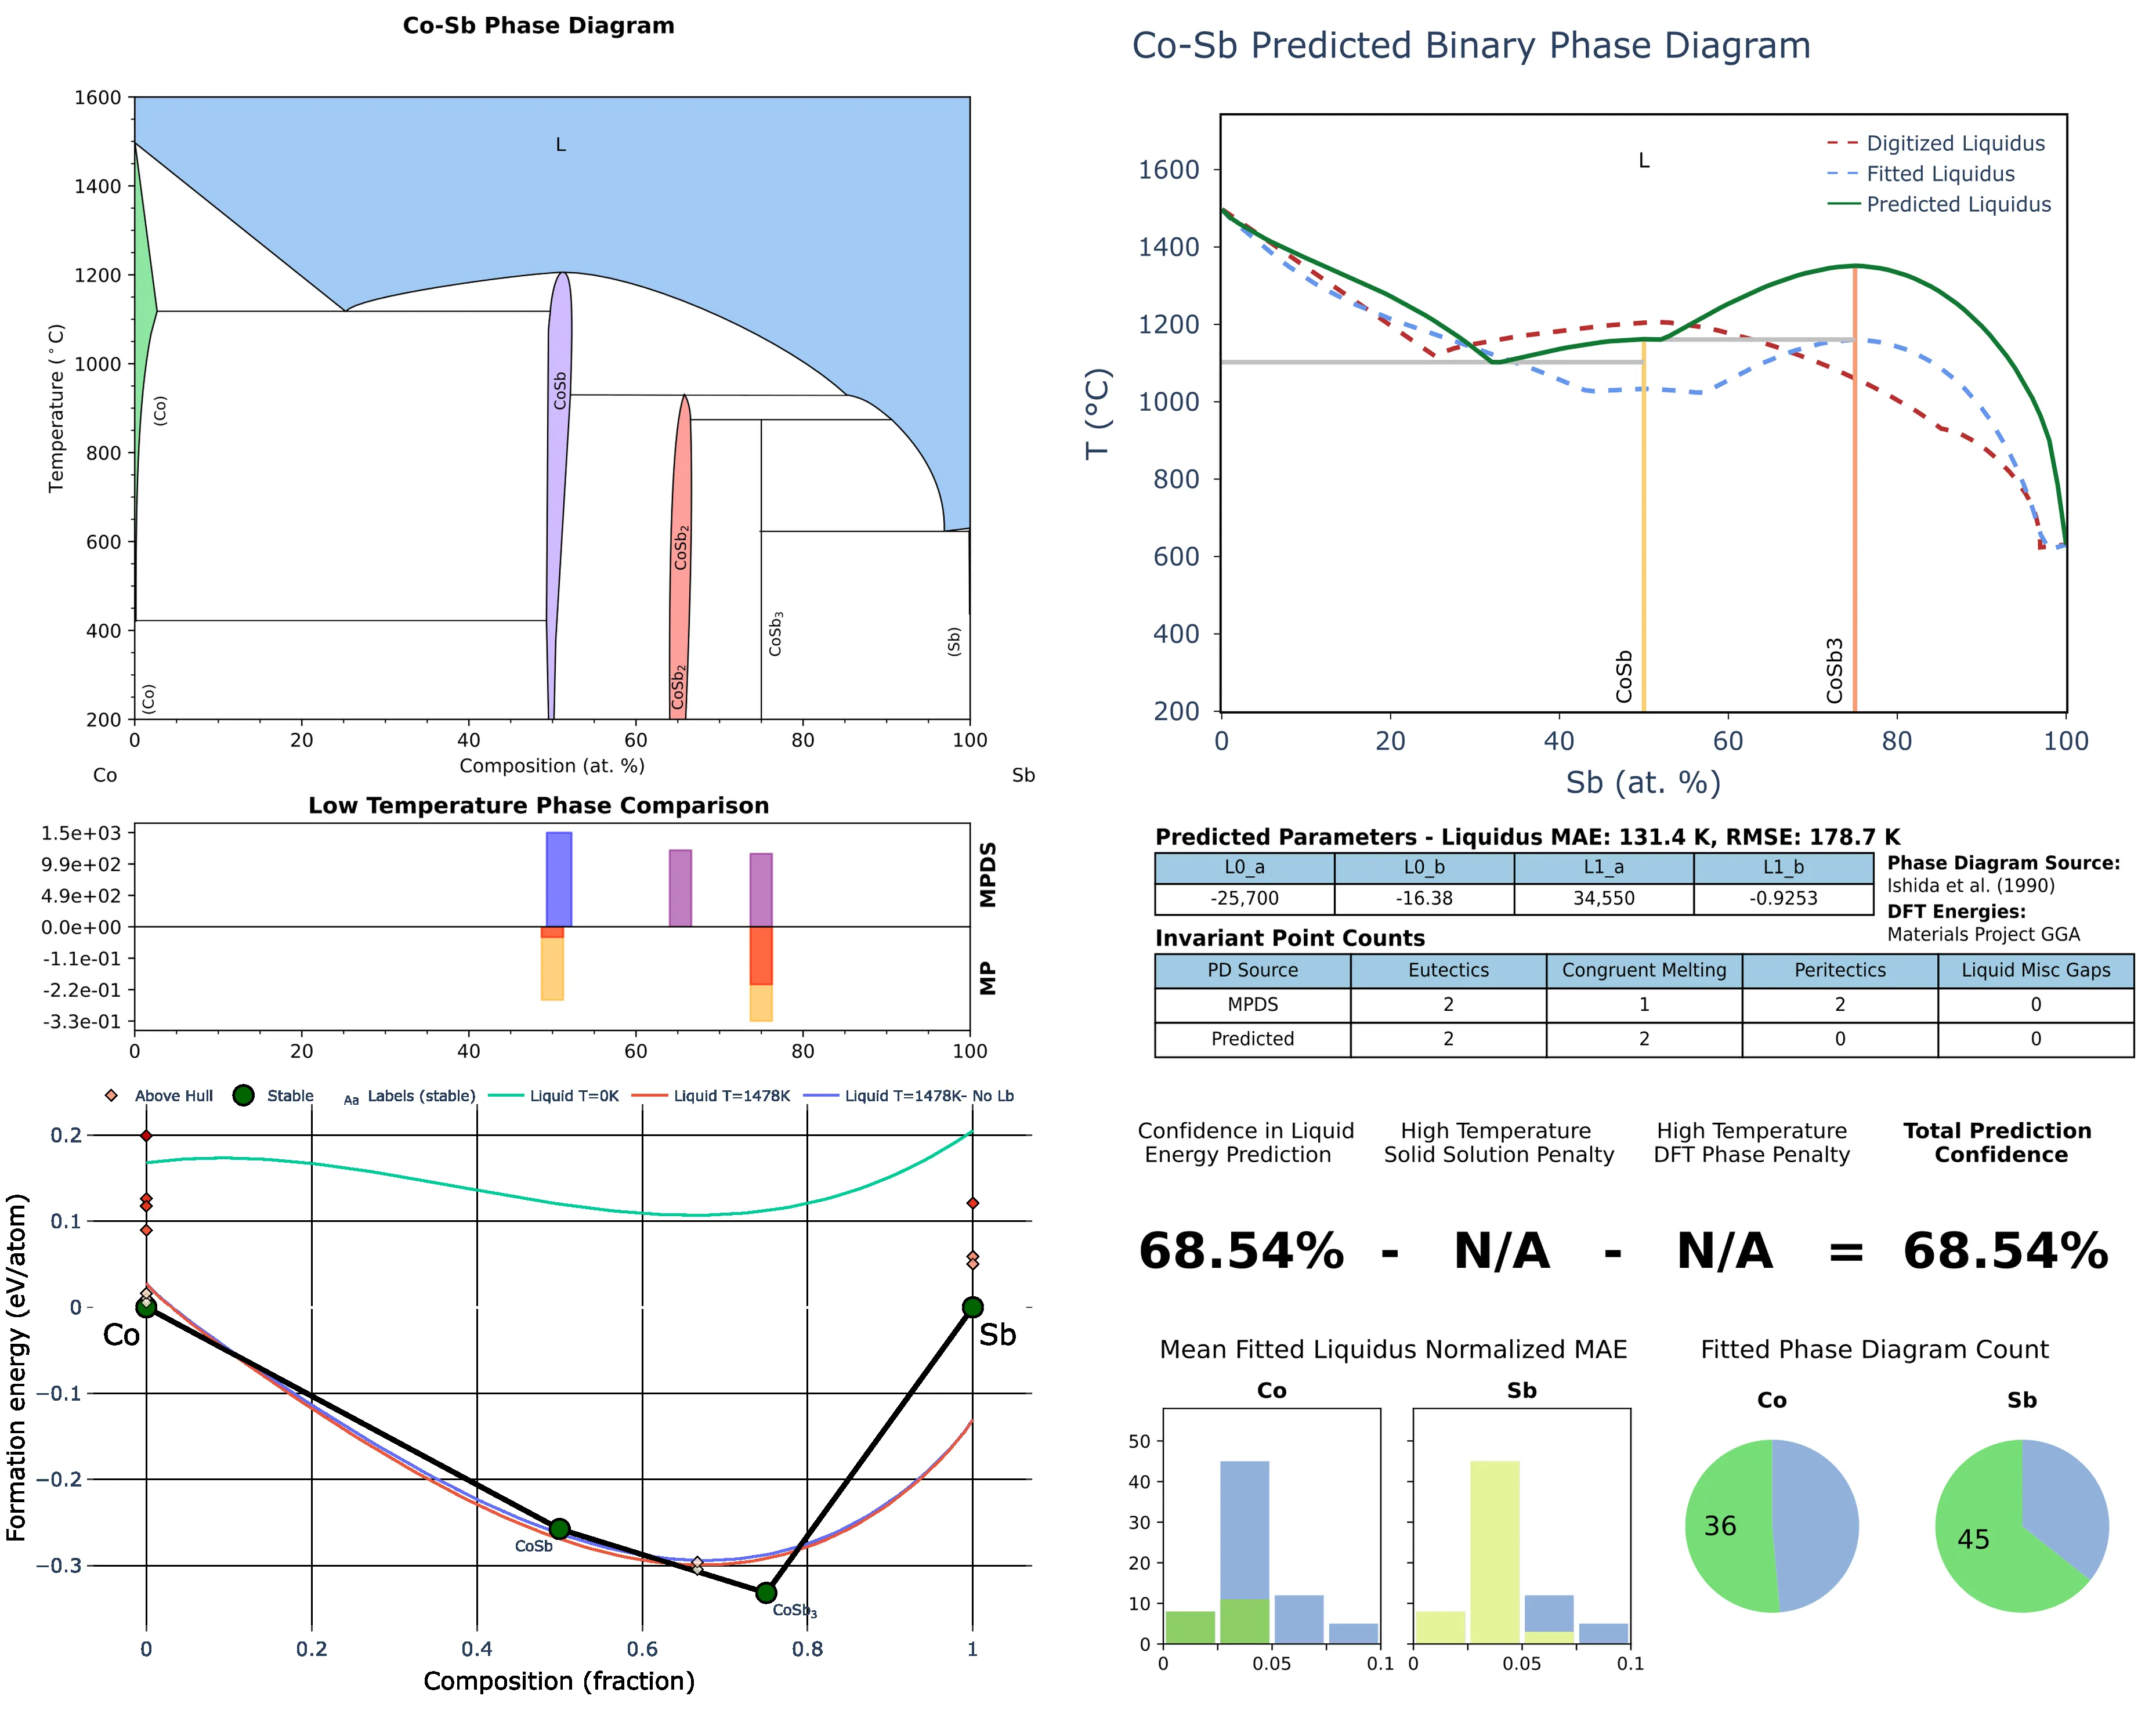 Co-Sb Phase Diagram
1600
1400
1200
1000
800
600
400
200
Temperature (°C)
L
(Co)
(Co)
CoSb
CoSb2
CoSb2
CoSb3
(Sb)
0 20 40 60 80 100
Composition (at. %)
Co Sb
Co-Sb Predicted Binary Phase Diagram
1600
1400
1200
1000
800
600
400
200
T (°C)
L
Digitized Liquidus
Fitted Liquidus
Predicted Liquidus
CoSb
CoSb3
0 20 40 60 80 100
Sb (at. %)
Low Temperature Phase Comparison
1.5e+03
9.9e+02
4.9e+02
0.0e+00
-1.1e-01
-2.2e-01
-3.3e-01
MPDS
MP
0 20 40 60 80 100
Predicted Parameters - Liquidus MAE: 131.4 K, RMSE: 178.7 K
L0_a L0_b L1_a L1_b
-25,700 -16.38 34,550 -0.9253
Phase Diagram Source:
Ishida et al. (1990)
DFT Energies:
Materials Project GGA
Invariant Point Counts
PD Source Eutectics Congruent Melting Peritectics Liquid Misc Gaps
MPDS 2 1 2 0
Predicted 2 2 0 0
Above Hull Stable Aa Labels (stable) Liquid T=0K Liquid T=1478K Liquid T=1478K- No Lb
0.2
0.1
0
−0.1
−0.2
−0.3
Formation energy (eV/atom)
Co
Sb
CoSb
CoSb3
0 0.2 0.4 0.6 0.8 1
Composition (fraction)
Confidence in Liquid
Energy Prediction
High Temperature
Solid Solution Penalty
High Temperature
DFT Phase Penalty
Total Prediction
Confidence
68.54% - N/A - N/A = 68.54%
Mean Fitted Liquidus Normalized MAE
Co Sb
50
40
30
20
10
0
0 0.05 0.1
0 0.05 0.1
Fitted Phase Diagram Count
Co Sb
36
45